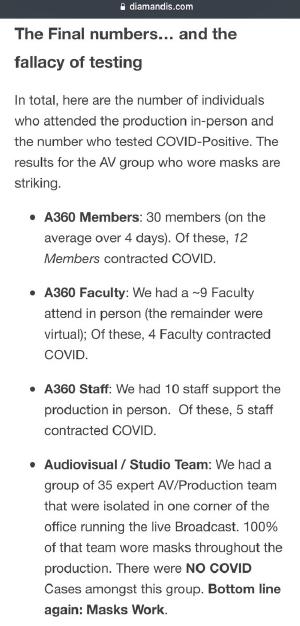 diamandis.com
The Final numbers... and the
fallacy of testing
In total, here are the number of individuals
who attended the production in-person and
the number who tested COVID-Positive. The
results for the AV group who wore masks are
striking.
• A360 Members: 30 members (on the
average over 4 days). Of these, 12
Members contracted COVID.
• A360 Faculty: We had a ~9 Faculty
attend in person (the remainder were
virtual); Of these, 4 Faculty contracted
COVID.
• A360 Staff: We had 10 staff support the
production in person. Of these, 5 staff
contracted COVID.
• Audiovisual / Studio Team: We had a
group of 35 expert AV/Production team
that were isolated in one corner of the
office running the live Broadcast. 100%
of that team wore masks throughout the
production. There were NO COVID
Cases amongst this group. Bottom line
again: Masks Work.